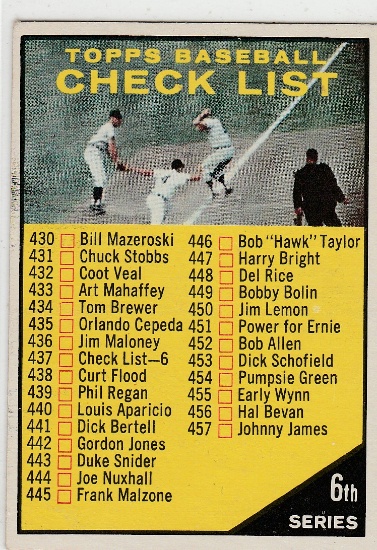 TOPPS BASEBALL
CHECK LIST
430 Bill Mazeroski
431 Chuck Stobbs
432 Coot Veal
433 Art Mahaffey
434 Tom Brewer
435 Orlando Cepeda
436 Jim Maloney
437 Check List—6
438 Curt Flood
439 Phil Regan
440 Louis Aparicio
441 Dick Bertell
442 Gordon Jones
443 Duke Snider
444 Joe Nuxhall
445 Frank Malzone
446 Bob "Hawk" Taylor
447 Harry Bright
448 Del Rice
449 Bobby Bolin
450 Jim Lemon
451 Power for Ernie
452 Bob Allen
453 Dick Schofield
454 Pumpsie Green
455 Early Wynn
456 Hal Bevan
457 Johnny James
6th
SERIES